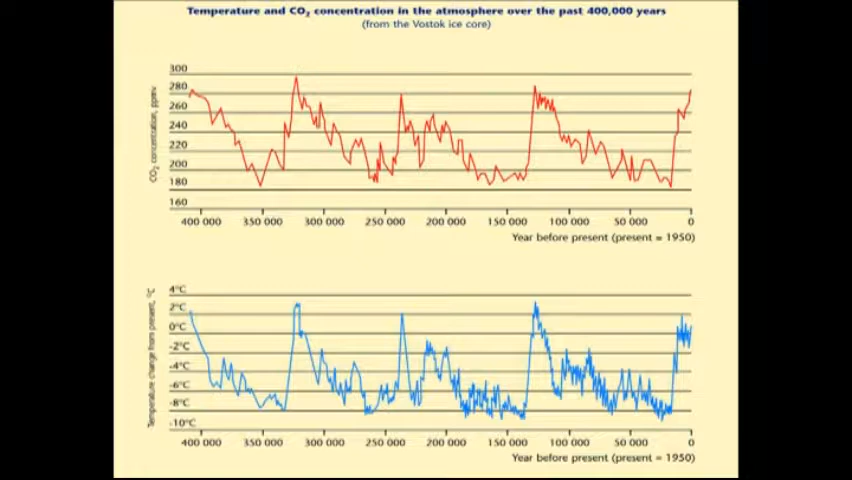 Temperature and CO₂ concentration in the atmosphere over the past 400,000 years
(from the Vostok ice core)
CO₂ concentration, ppmv
300
280
260
240
220
200
180
160
400 000 350 000 300 000 250 000 200 000 150 000 100 000 50 000 0
Year before present (present = 1950)
Temperature change from present, °C
4°C
2°C
0°C
-2°C
-4°C
-6°C
-8°C
-10°C
400 000 350 000 300 000 250 000 200 000 150 000 100 000 50 000 0
Year before present (present = 1950)